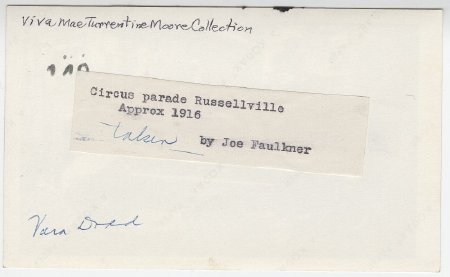 Viva Mae Turrentine Moore Collection
Circus parade Russellville
Approx 1916
Taken by Joe Faulkner